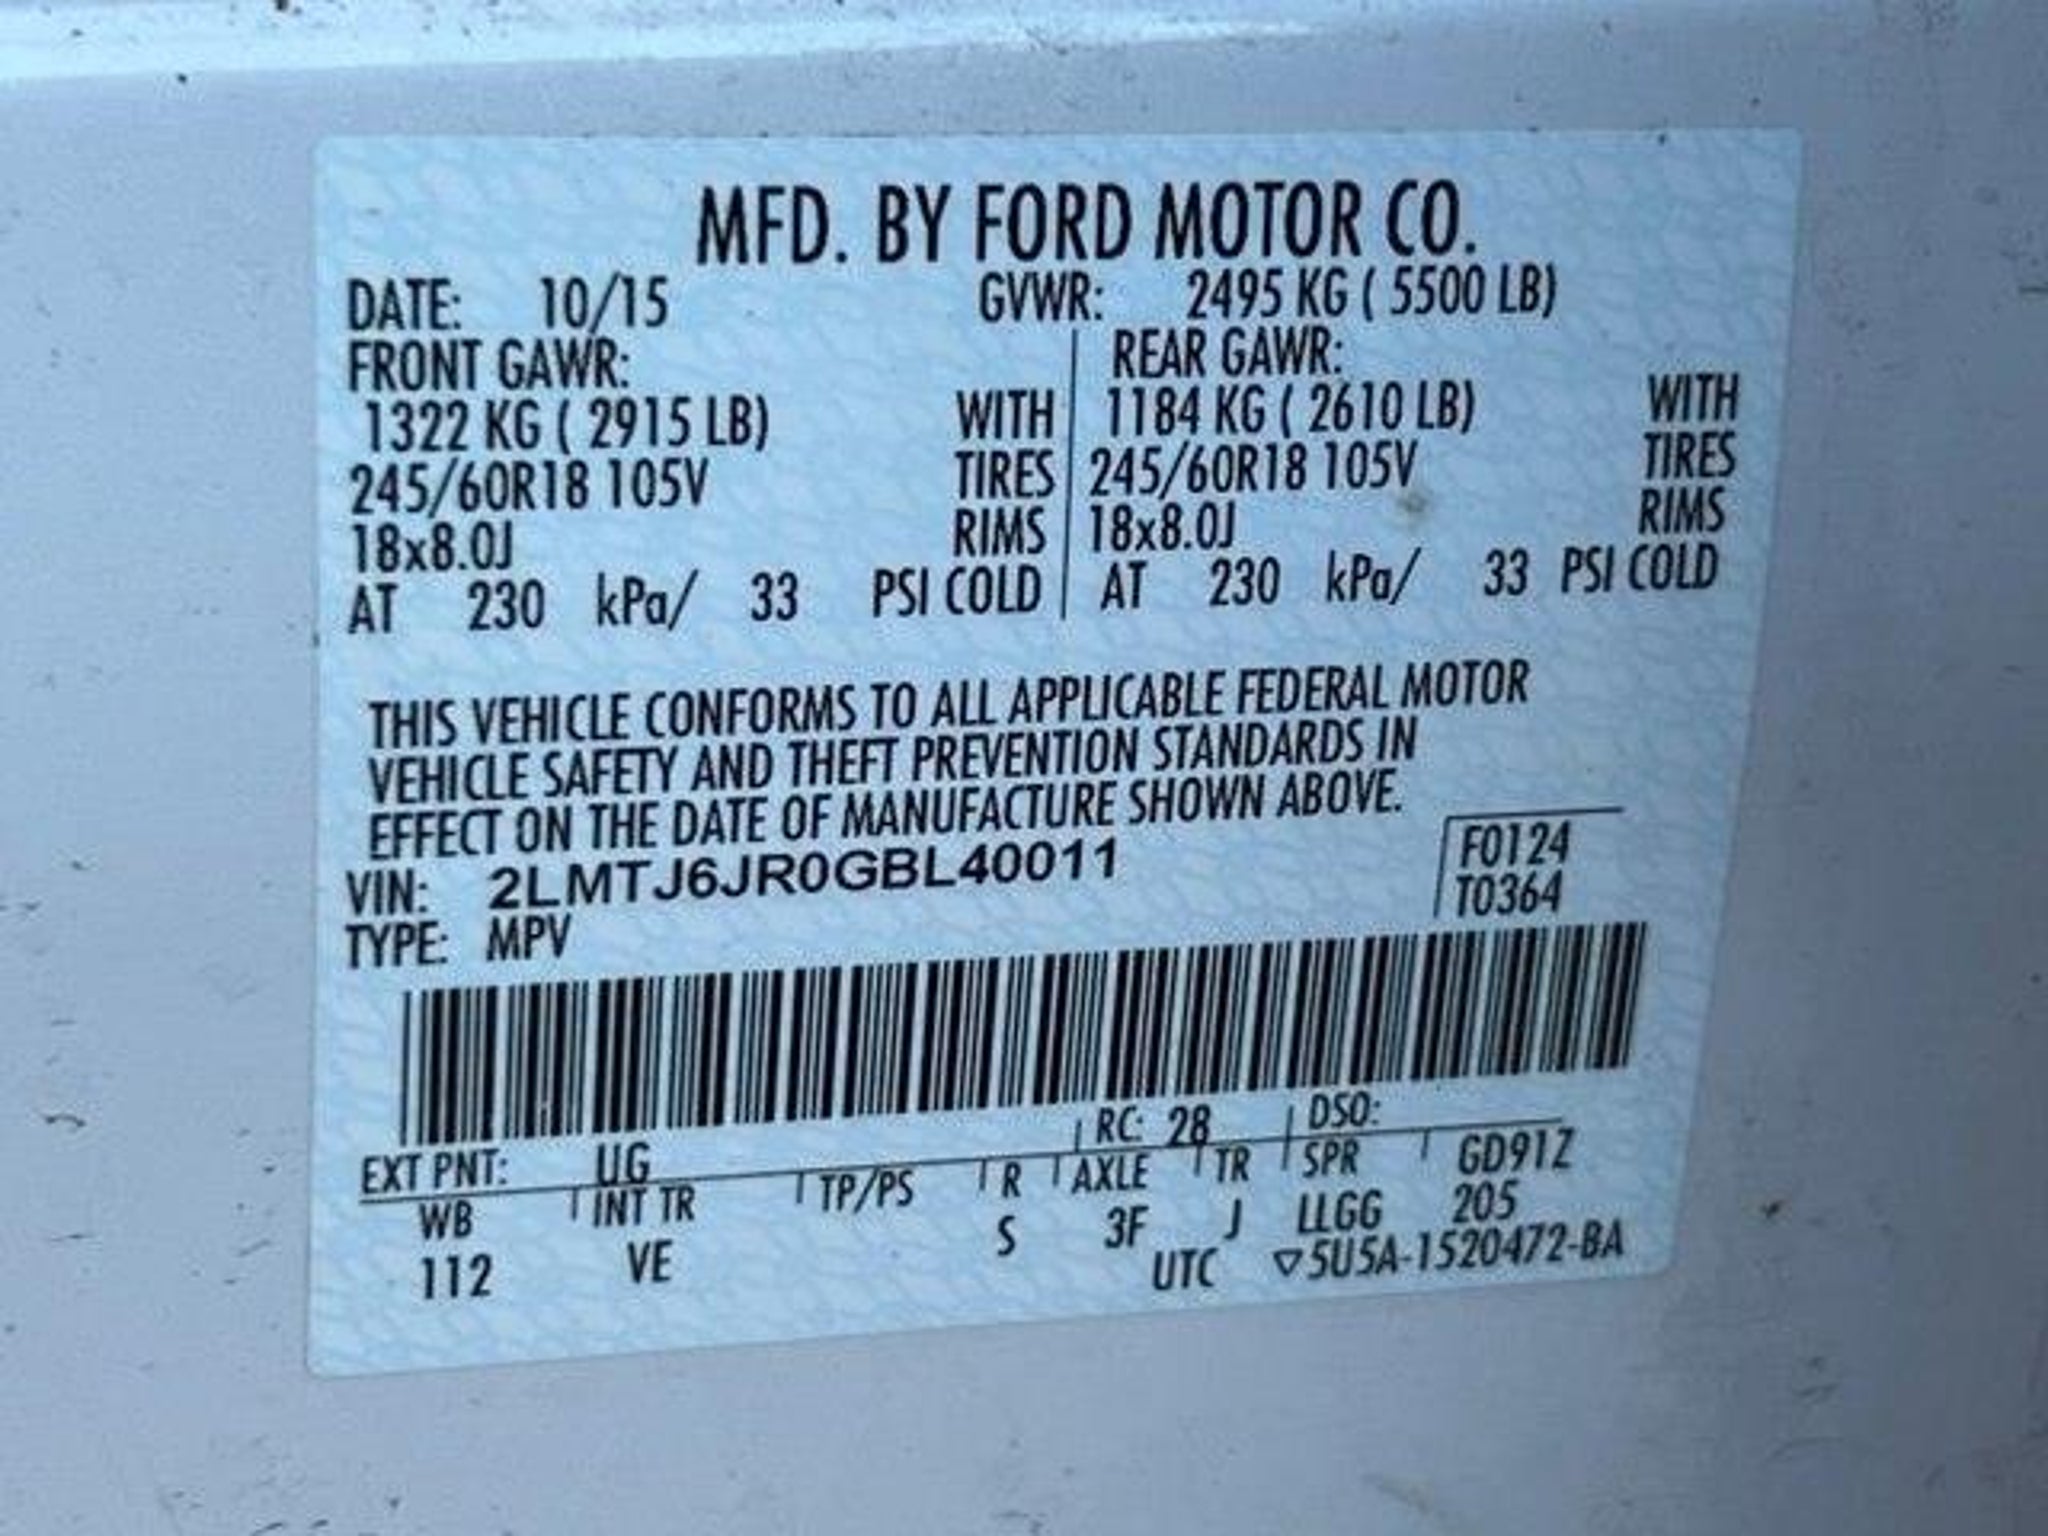 MFD. BY FORD MOTOR CO.
DATE: 10/15 GVWR: 2495 KG ( 5500 LB)
FRONT GAWR: REAR GAWR:
1322 KG ( 2915 LB) WITH 1184 KG ( 2610 LB) WITH
245/60R18 105V TIRES 245/60R18 105V TIRES
18x8.0J RIMS 18x8.0J RIMS
AT 230 kPa/ 33 PSI COLD AT 230 kPa/ 33 PSI COLD
THIS VEHICLE CONFORMS TO ALL APPLICABLE FEDERAL MOTOR
VEHICLE SAFETY AND THEFT PREVENTION STANDARDS IN
EFFECT ON THE DATE OF MANUFACTURE SHOWN ABOVE.
VIN: 2LMTJ6JR0GBL40011 F0124
TYPE: MPV T0364
EXT PNT: UG RC: 28 DSO:
WB INT TR TP/PS R AXLE TR SPR GD91Z
112 VE S 3F J LLGG 205
UTC ▽5U5A-1520472-BA